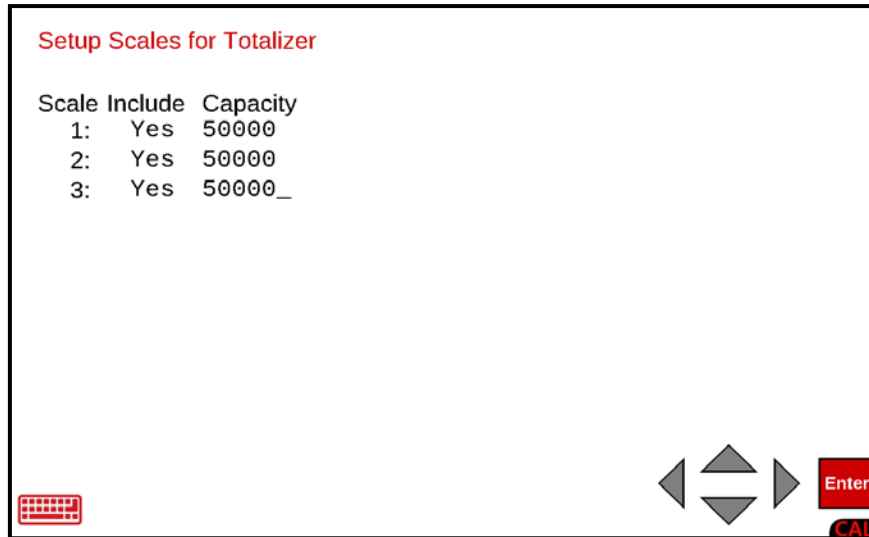 Setup Scales for Totalizer
Scale Include Capacity
1: Yes 50000
2: Yes 50000
3: Yes 50000_
Enter